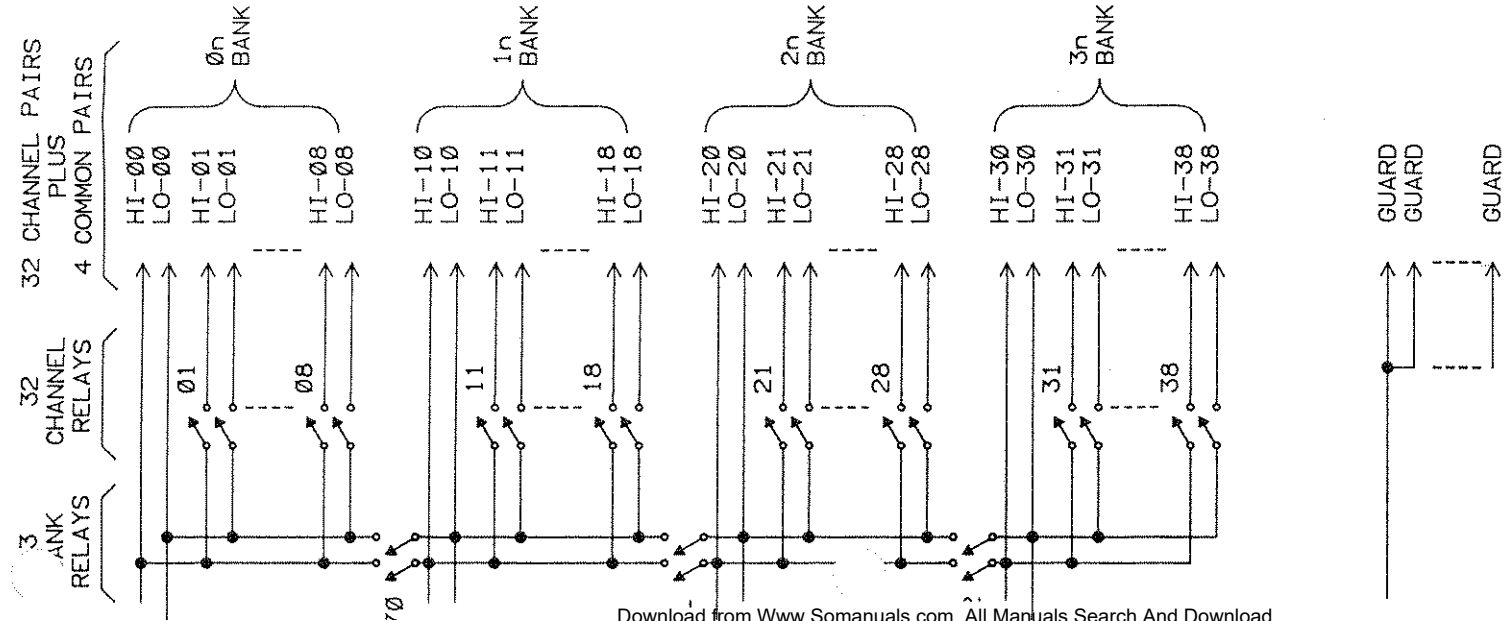 32 CHANNEL PAIRS
PLUS
4 COMMON PAIRS
Øn
BANK
1n
BANK
2n
BANK
3n
BANK
HI-ØØ
LO-ØØ
HI-Ø1
LO-Ø1
HI-Ø8
LO-Ø8
HI-1Ø
LO-1Ø
HI-11
LO-11
HI-18
LO-18
HI-2Ø
LO-2Ø
HI-21
LO-21
HI-28
LO-28
HI-3Ø
LO-3Ø
HI-31
LO-31
HI-38
LO-38
GUARD
GUARD
GUARD
32
CHANNEL
RELAYS
Ø1
Ø8
11
18
21
28
31
38
3
ANK
RELAYS
7Ø
Download from Www.Somanuals.com. All Manuals Search And Download.